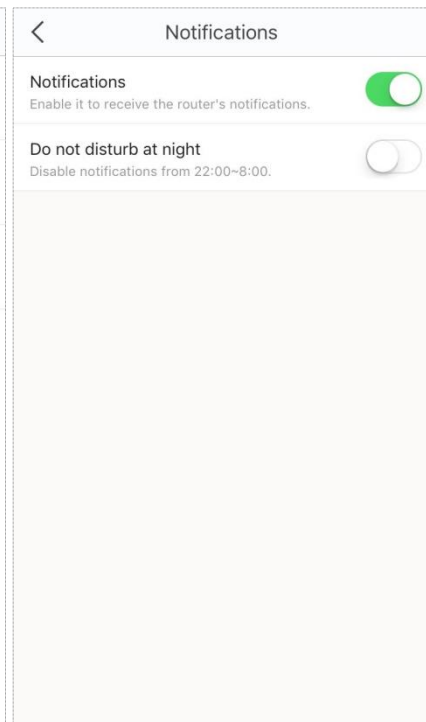 Notifications
Notifications
Enable it to receive the router's notifications.
Do not disturb at night
Disable notifications from 22:00~8:00.